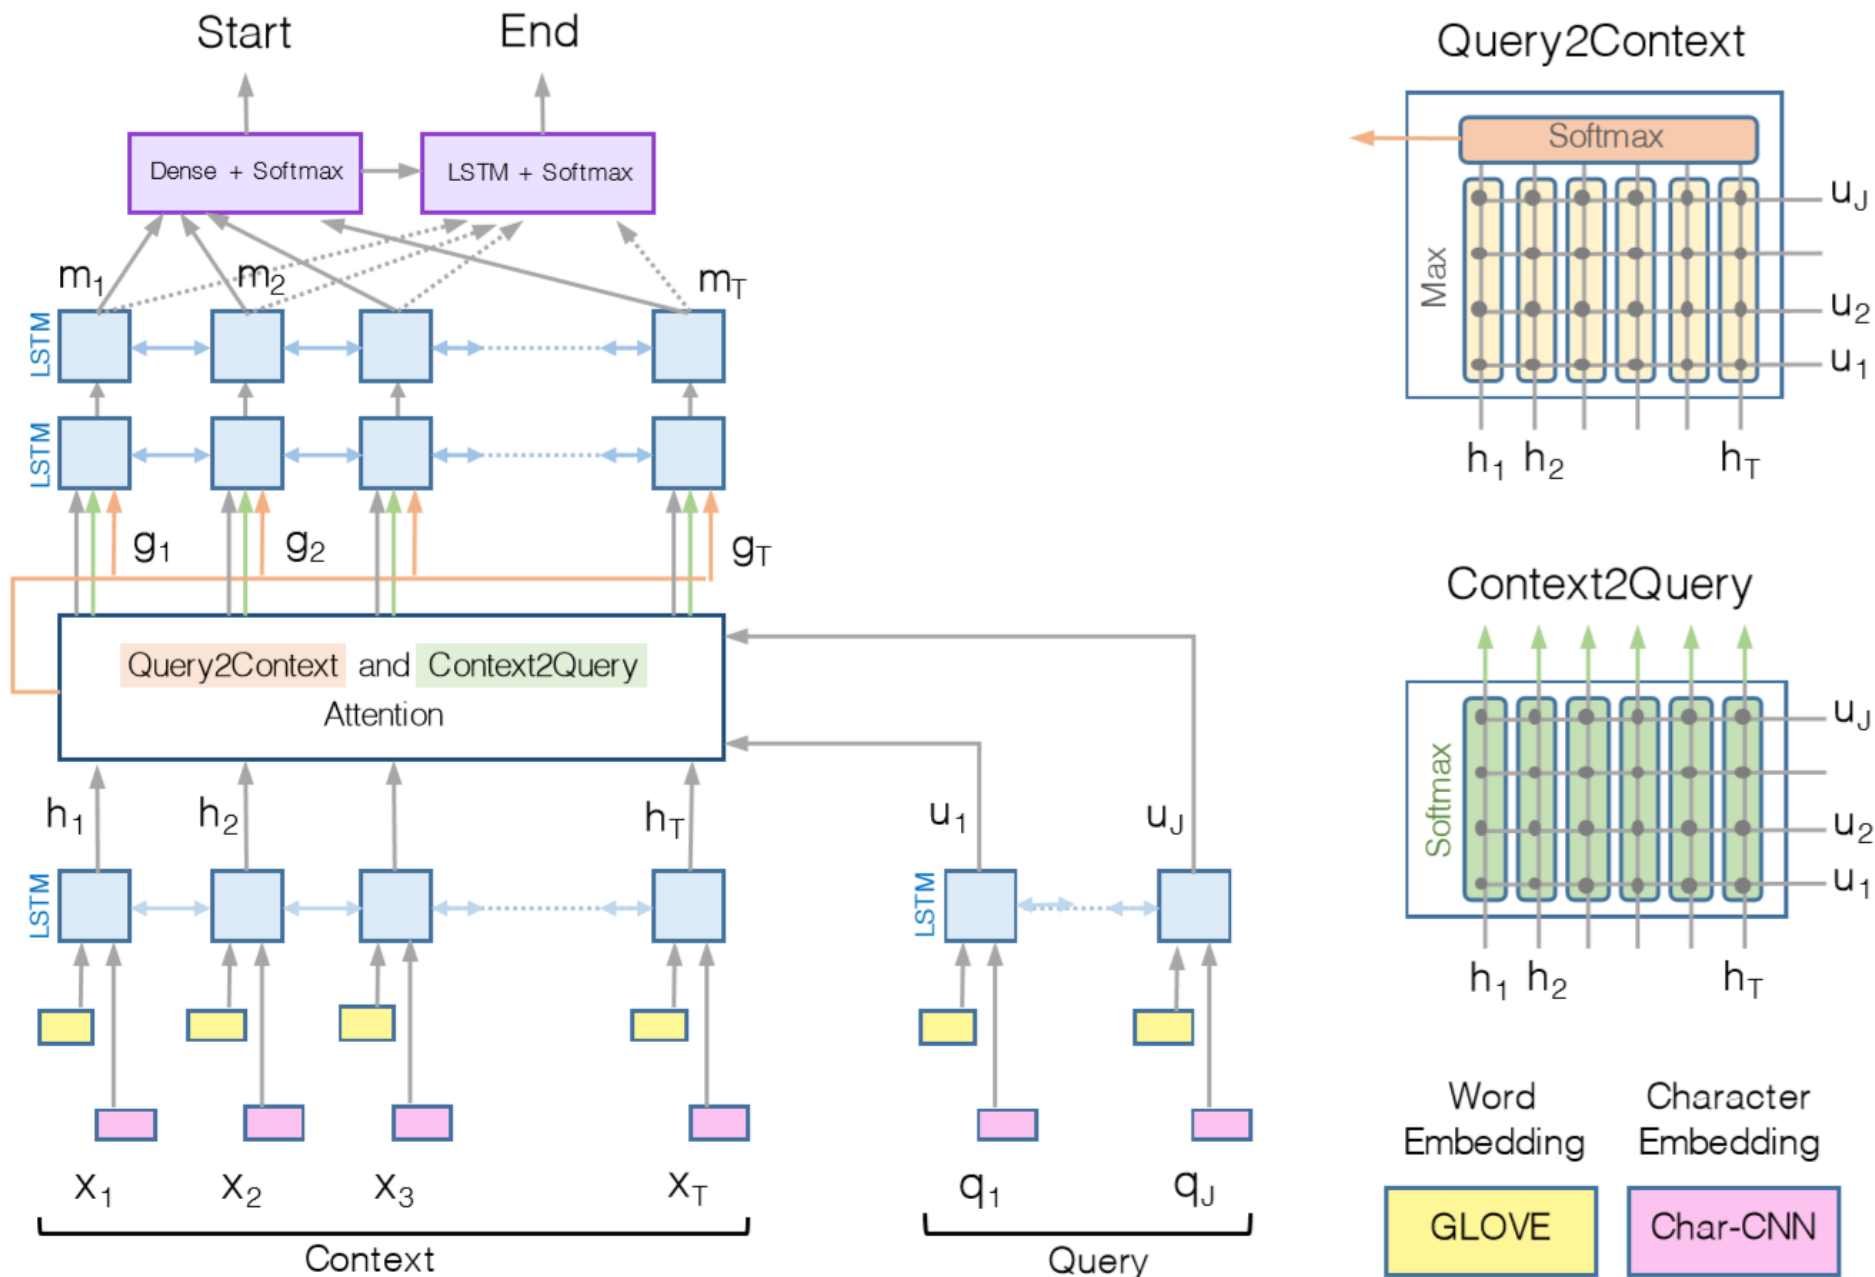 Start
End
Dense + Softmax
LSTM + Softmax
m1
m2
mT
LSTM
LSTM
g1
g2
gT
Query2Context and Context2Query
Attention
h1
h2
hT
u1
uJ
LSTM
LSTM
x1
x2
x3
xT
q1
qJ
Context
Query
Query2Context
Softmax
Max
uJ
u2
u1
h1
h2
hT
Context2Query
Softmax
uJ
u2
u1
h1
h2
hT
Word
Embedding
Character
Embedding
GLOVE
Char-CNN